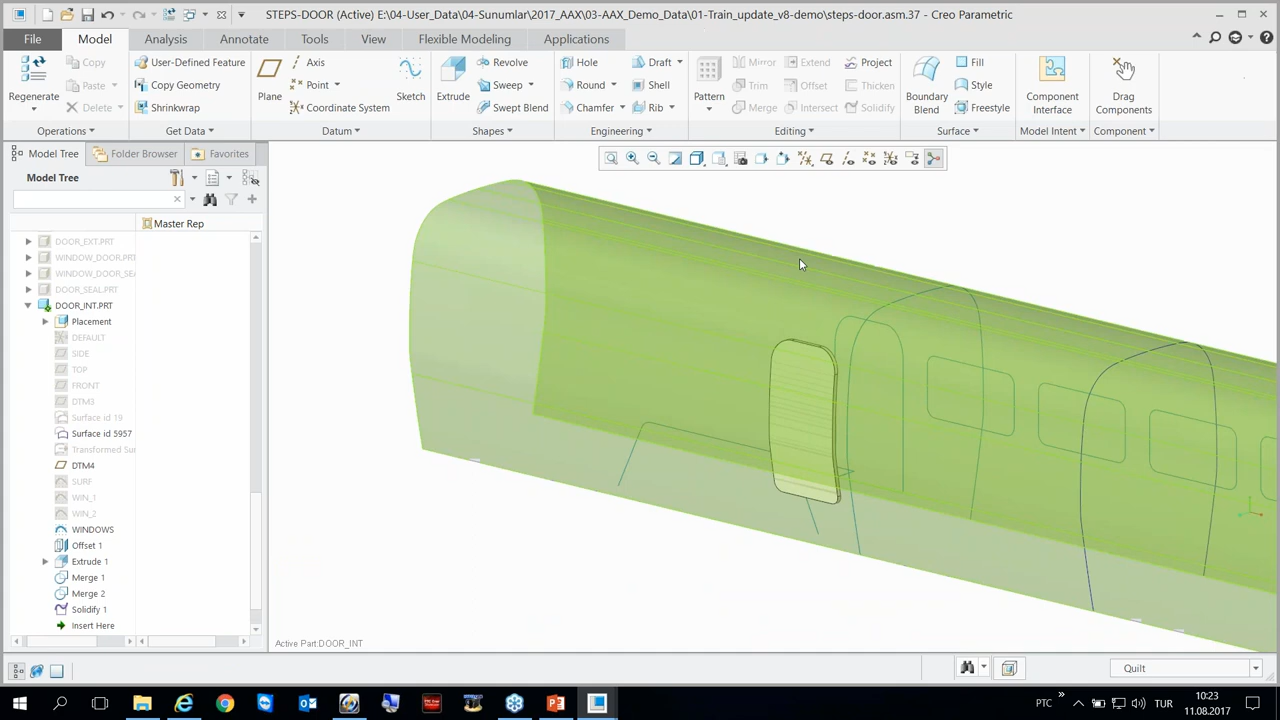 STEPS-DOOR (Active) E:\04-User_Data\04-Sunumlar\2017_AAX\03-AAX_Demo_Data\01-Train_update_v8-demo\steps-door.asm.37 - Creo Parametric
File Model Analysis Annotate Tools View Flexible Modeling Applications
Regenerate
Copy
Paste
Delete
Operations
User-Defined Feature
Copy Geometry
Shrinkwrap
Get Data
Plane
Axis
Point
Coordinate System
Sketch
Datum
Extrude
Revolve
Sweep
Swept Blend
Shapes
Hole
Round
Chamfer
Draft
Shell
Rib
Engineering
Pattern
Mirror
Trim
Merge
Extend
Offset
Intersect
Project
Thicken
Solidify
Editing
Boundary
Blend
Fill
Style
Freestyle
Surface
Component
Interface
Model Intent
Drag
Components
Component
Model Tree Folder Browser Favorites
Model Tree
Master Rep
DOOR_EXT.PRT
WINDOW_DOOR.PRT
WINDOW_DOOR_SEA
DOOR_SEAL.PRT
DOOR_INT.PRT
Placement
DEFAULT
SIDE
TOP
FRONT
DTM3
Surface id 19
Surface id 5957
Transformed Sur
DTM4
SURF
WIN_1
WIN_2
WINDOWS
Offset 1
Extrude 1
Merge 1
Merge 2
Solidify 1
Insert Here
Active Part:DOOR_INT
Quilt
PTC
TUR
10:23
11.08.2017